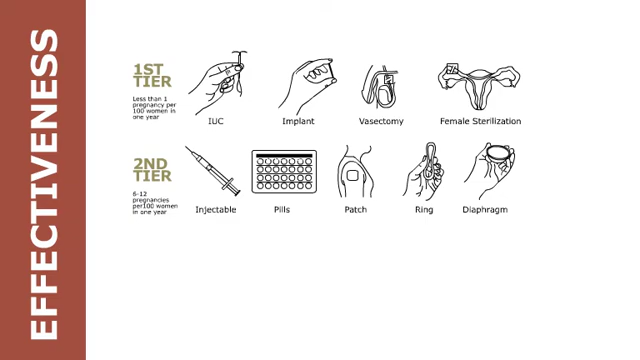 EFFECTIVENESS
1ST
TIER
Less than 1
pregnancy per
100 women in
one year
IUC
Implant
Vasectomy
Female Sterilization
2ND
TIER
6-12
pregnancies
per100 women
in one year
Injectable
Pills
Patch
Ring
Diaphragm